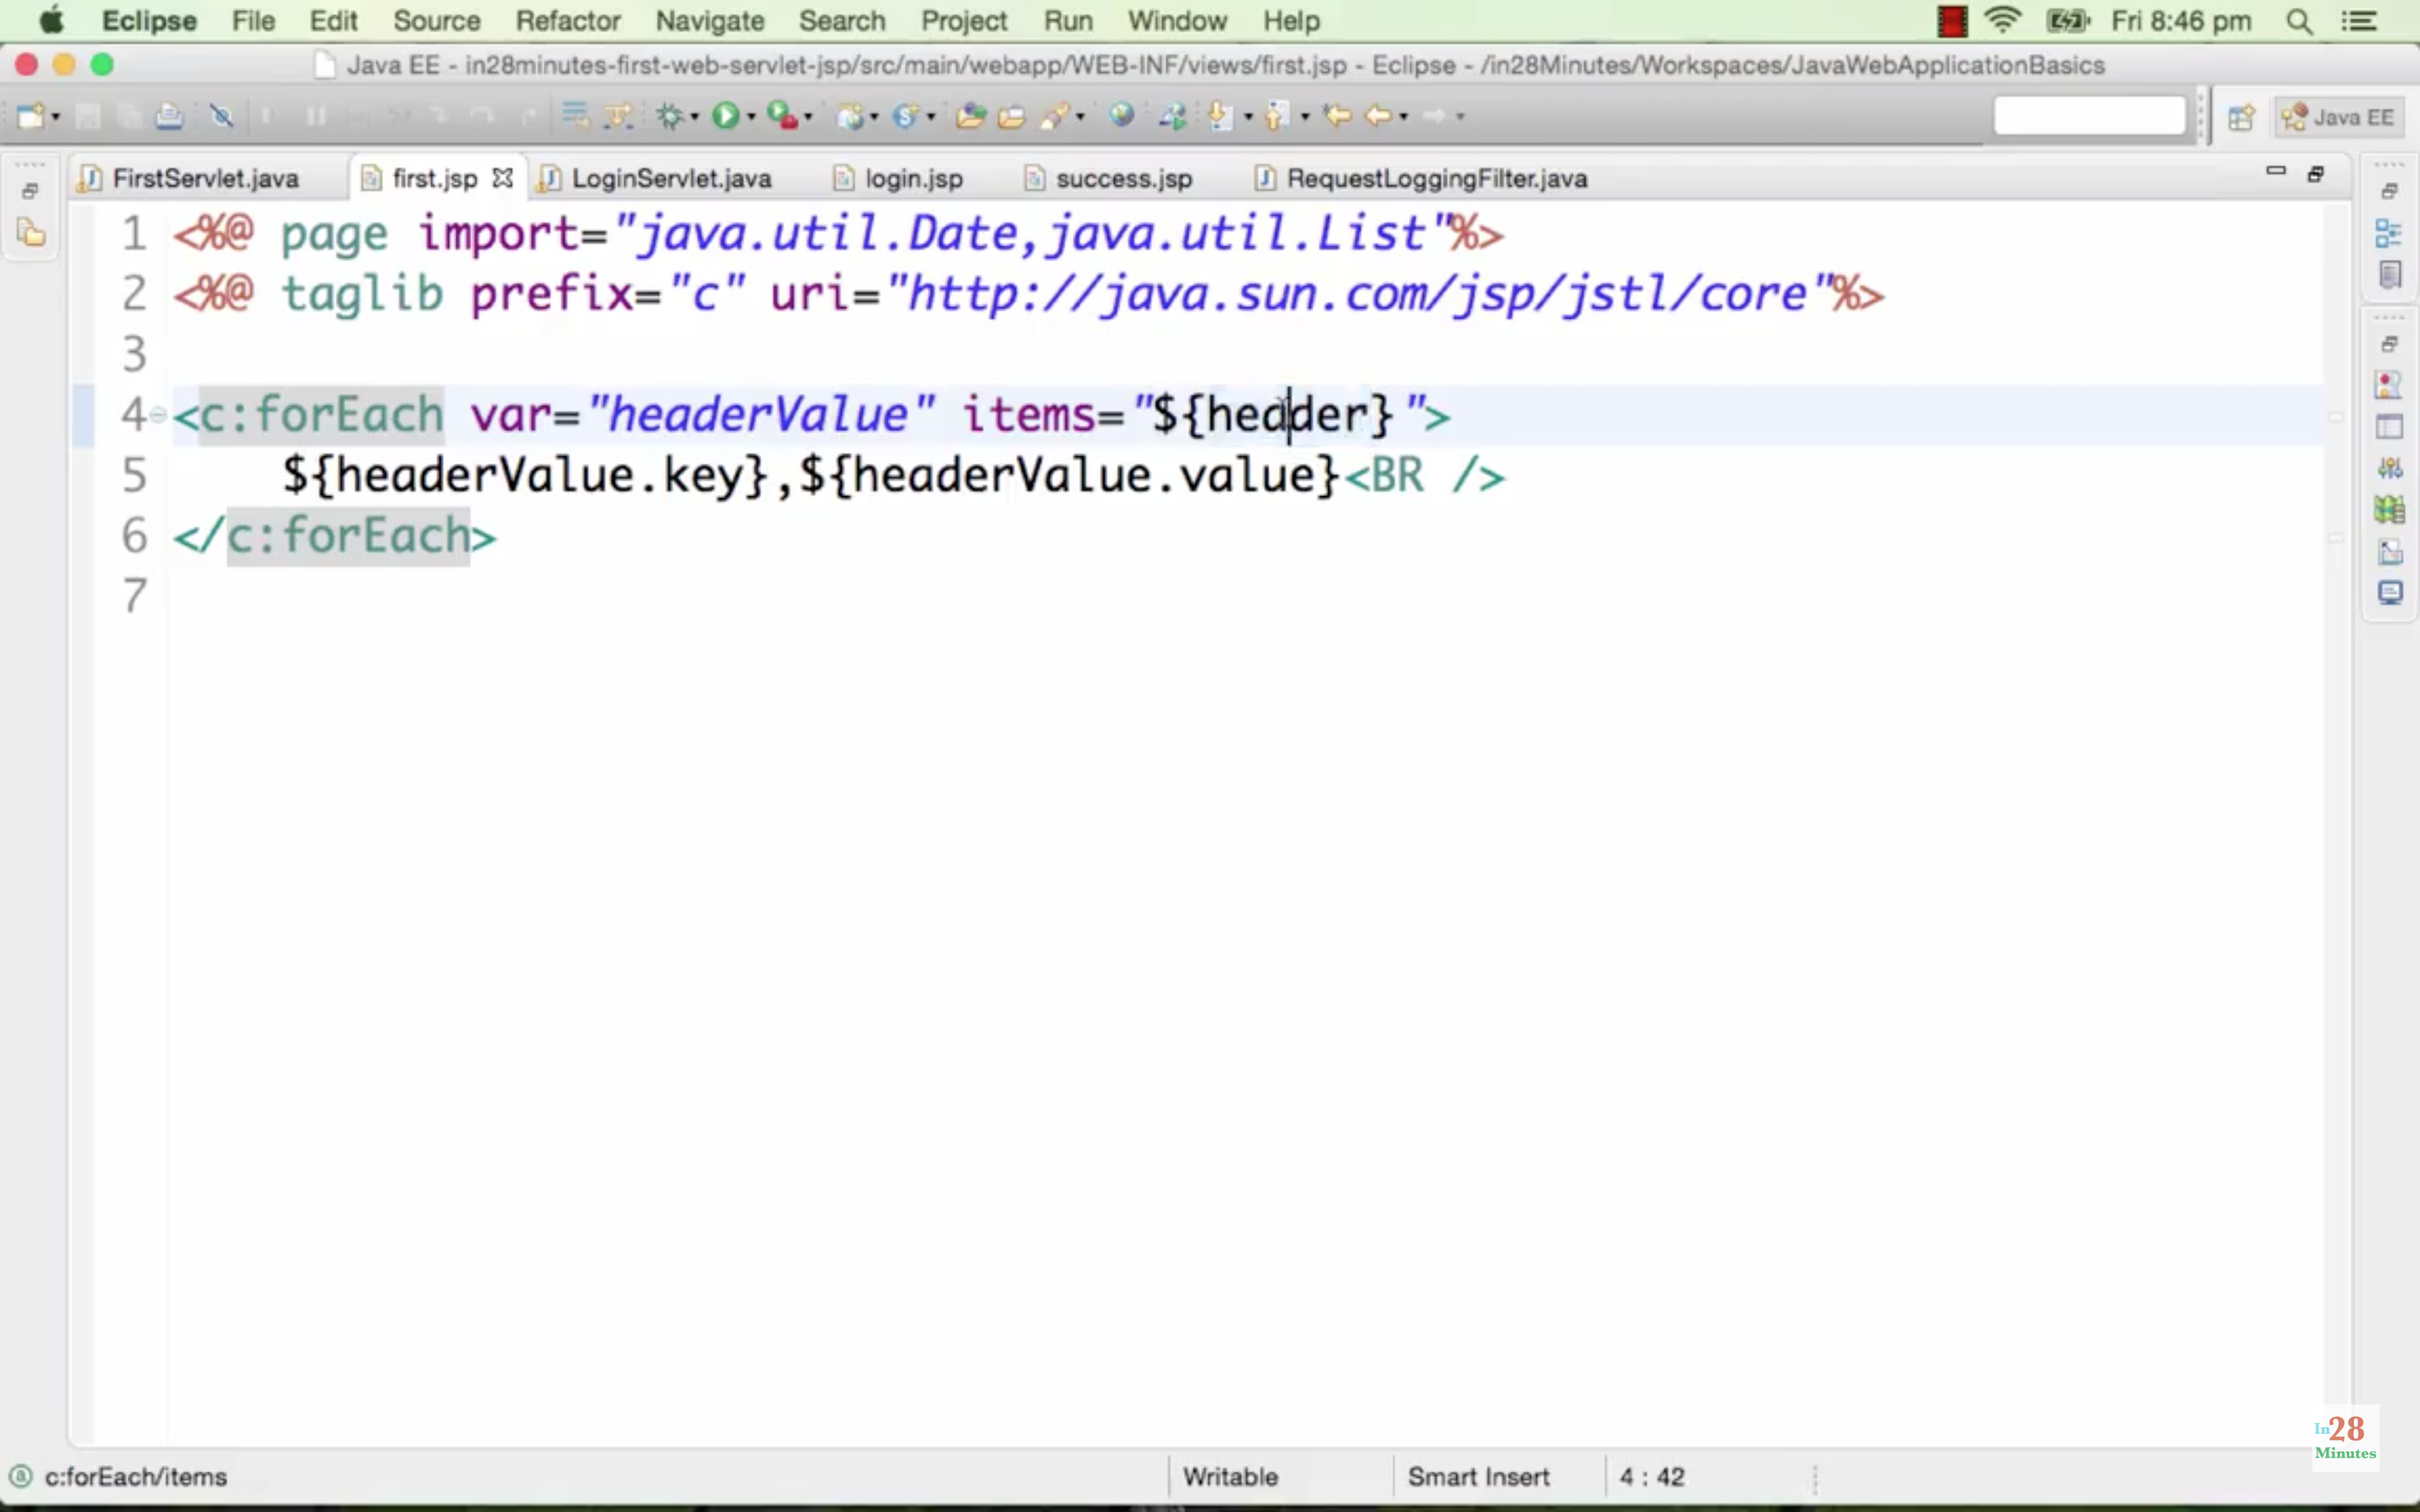 Eclipse File Edit Source Refactor Navigate Search Project Run Window Help Fri 8:46 pm
Java EE - in28minutes-first-web-servlet-jsp/src/main/webapp/WEB-INF/views/first.jsp - Eclipse - /in28Minutes/Workspaces/JavaWebApplicationBasics
Java EE
FirstServlet.java first.jsp LoginServlet.java login.jsp success.jsp RequestLoggingFilter.java
1 <%@ page import="java.util.Date,java.util.List"%>
2 <%@ taglib prefix="c" uri="http://java.sun.com/jsp/jstl/core"%>
3
4 <c:forEach var="headerValue" items="${header} ">
5 ${headerValue.key},${headerValue.value}<BR />
6 </c:forEach>
7
In28
Minutes
c:forEach/items Writable Smart Insert 4 : 42